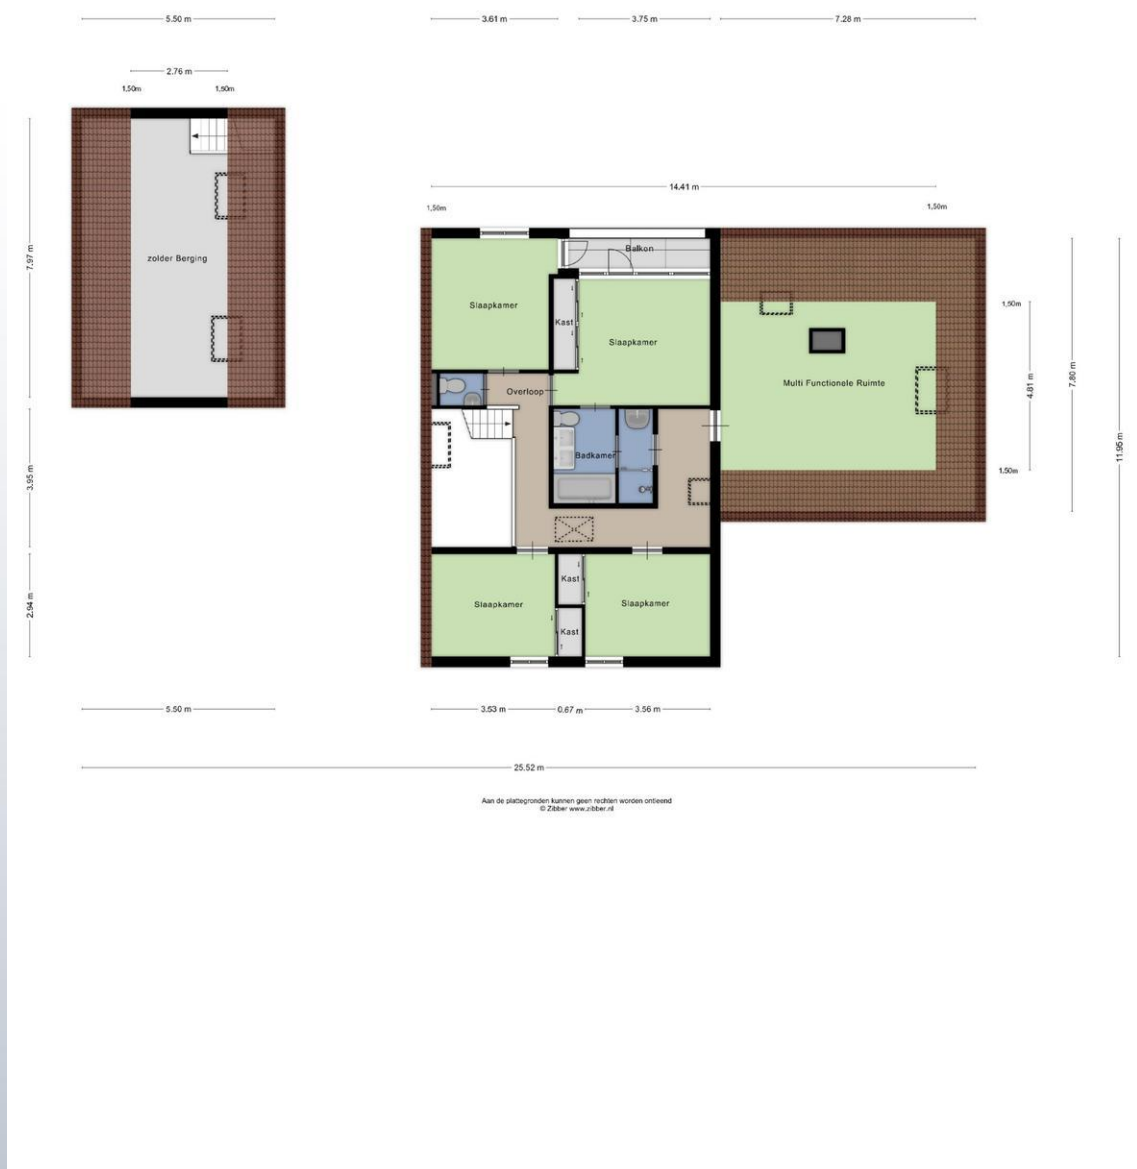 5.50 m
3.61 m
3.75 m
7.28 m
2.76 m
1,50m
1,50m
14.41 m
1,50m
1,50m
Balkon
7.97 m
zolder Berging
Slaapkamer
Kast
Slaapkamer
1,50m
Multi Functionele Ruimte
Overloop
4.81 m
7.80 m
11.95 m
Badkamer
1,50m
3.95 m
Kast
Slaapkamer
Slaapkamer
2.94 m
Kast
5.50 m
3.53 m
0.67 m
3.56 m
25.52 m
Aan de plattegronden kunnen geen rechten worden ontleend
© Zibber www.zibber.nl